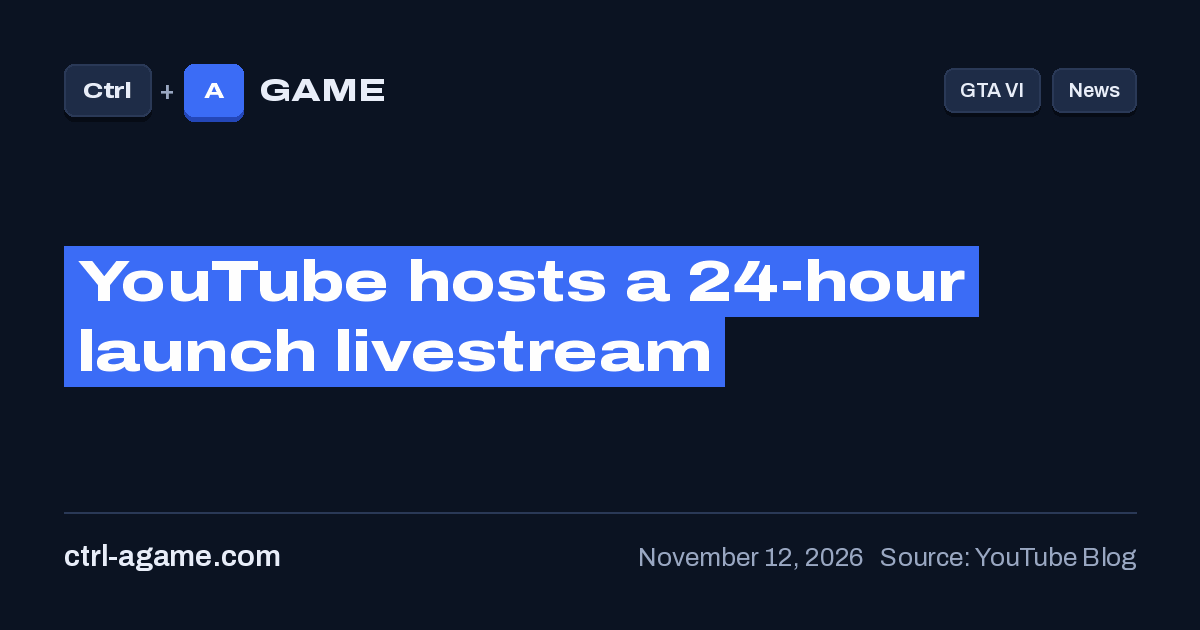 Ctrl + A GAME
GTA VI
News
YouTube hosts a 24-hour
launch livestream
ctrl-agame.com
November 12, 2026 Source: YouTube Blog